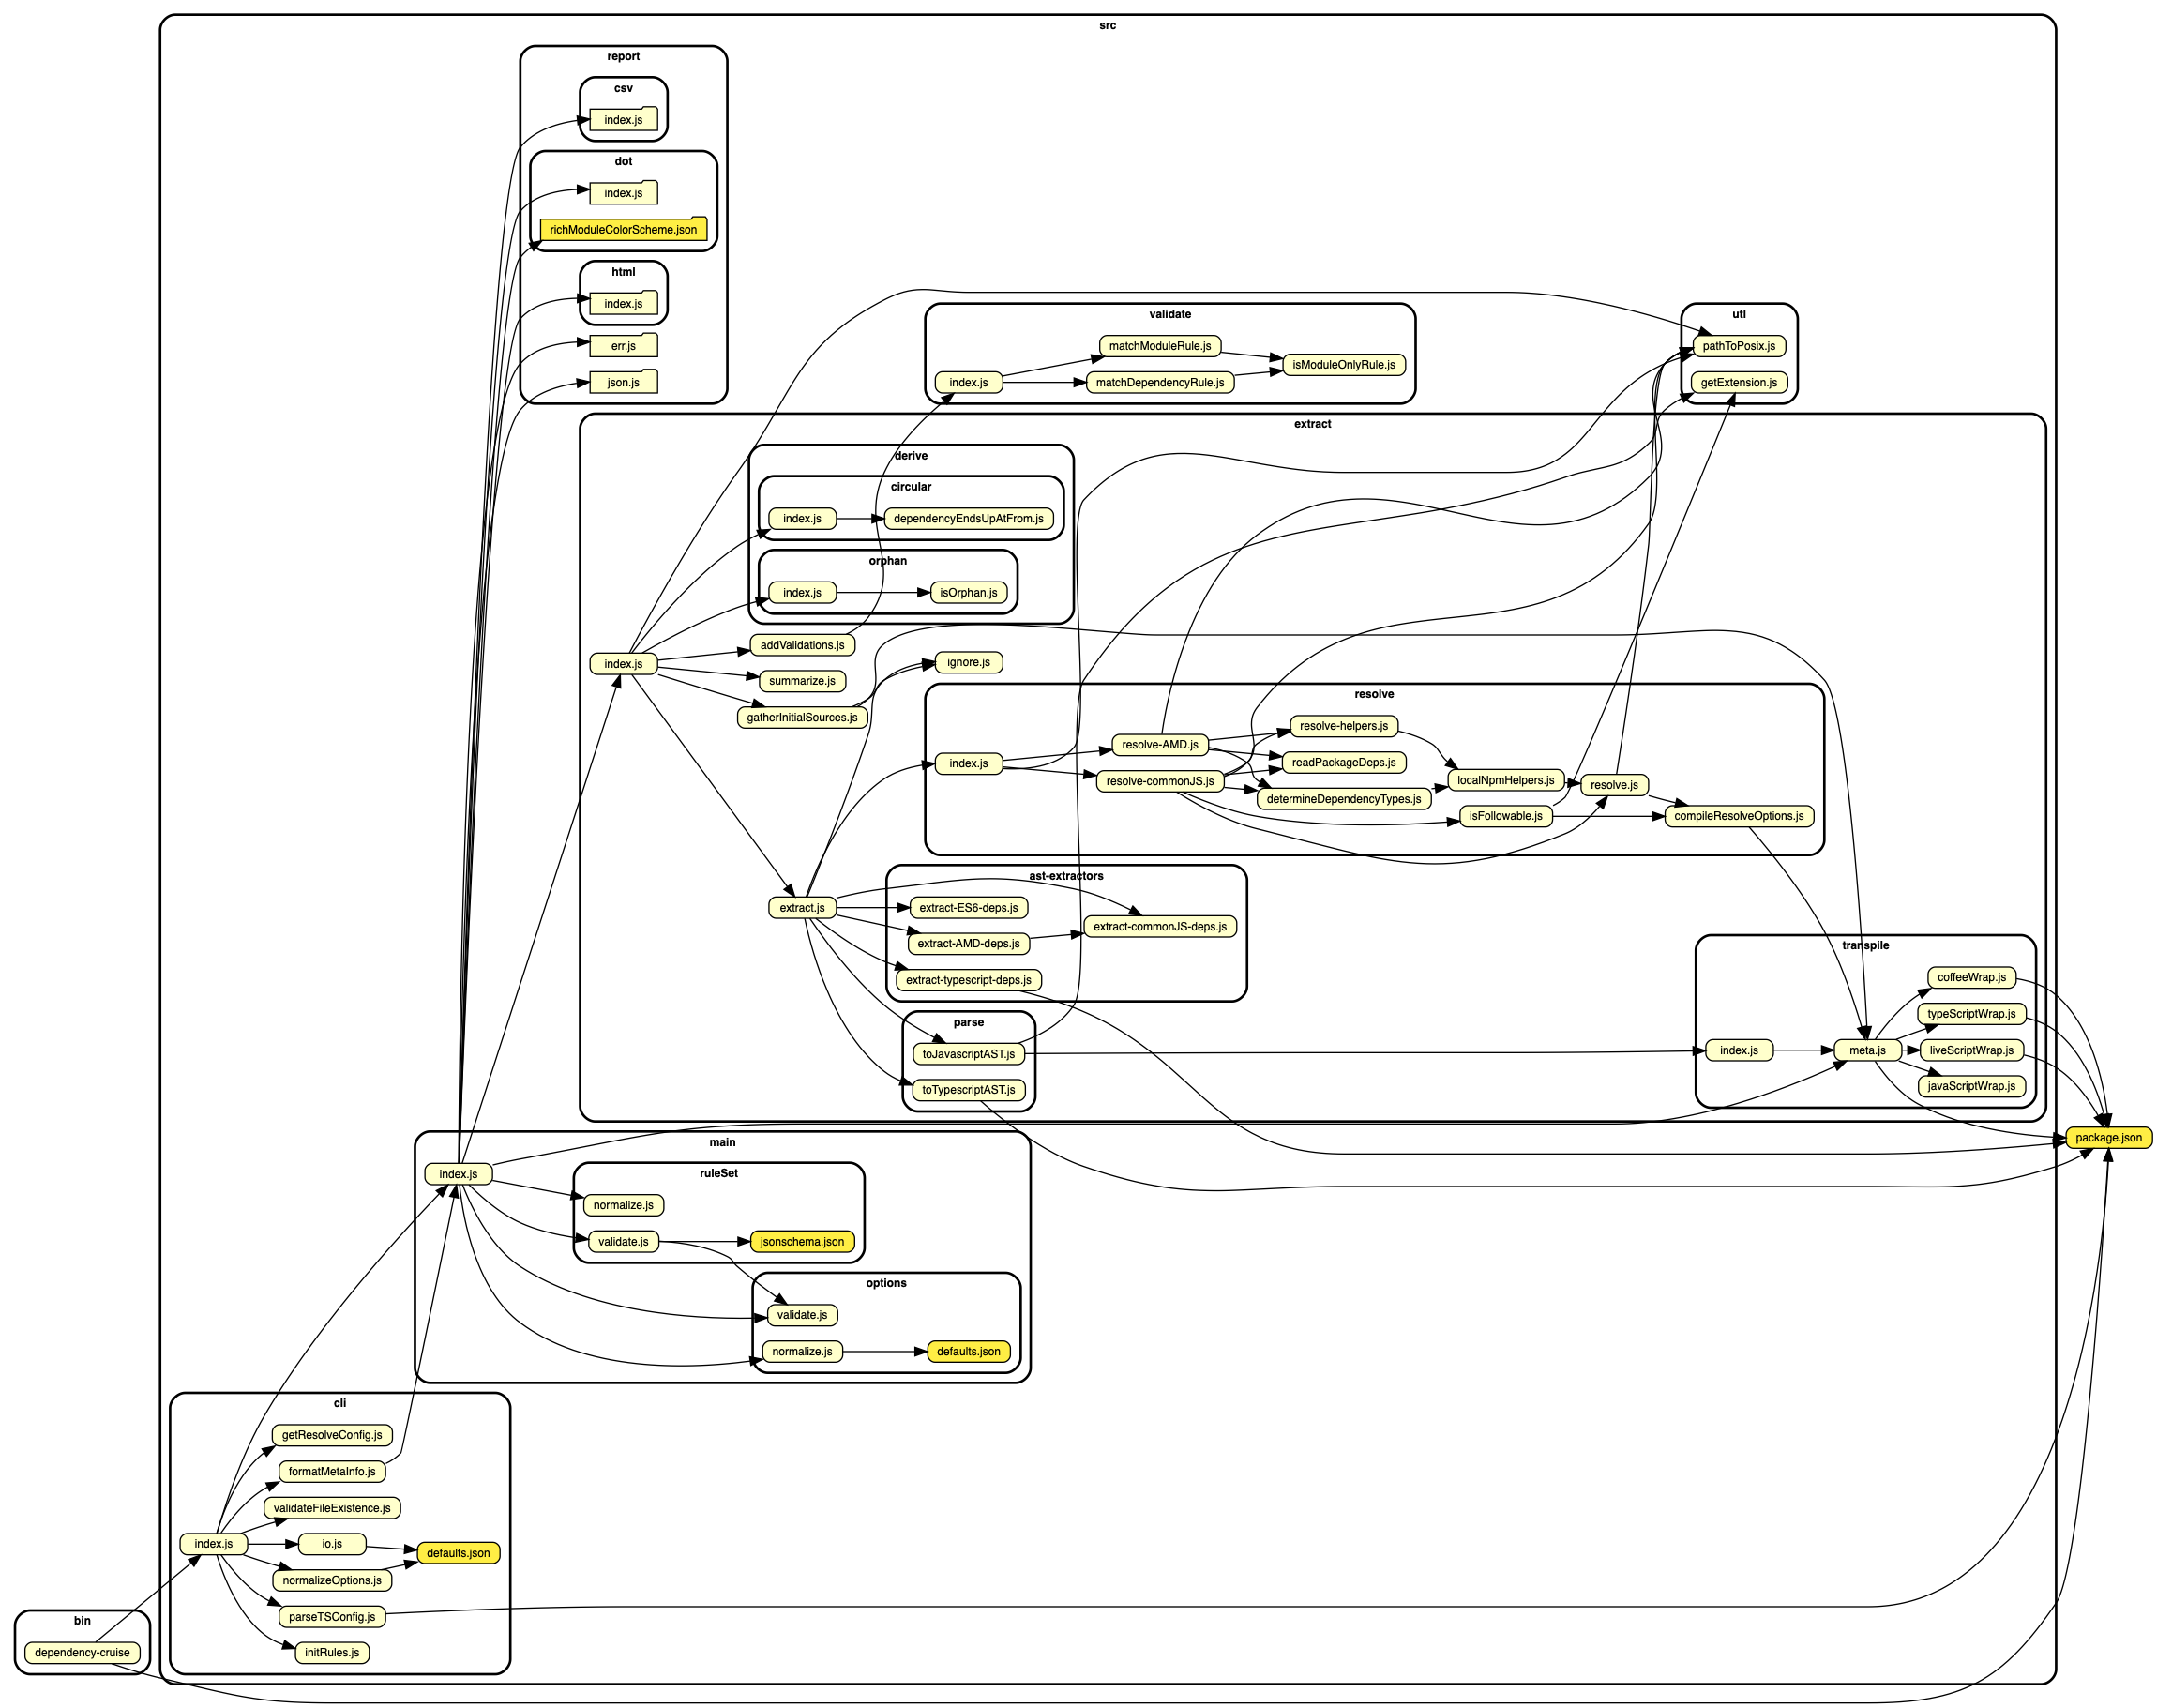 src
report
csv
index.js
dot
index.js
richModuleColorScheme.json
html
index.js
err.js
json.js
validate
matchModuleRule.js
isModuleOnlyRule.js
index.js
matchDependencyRule.js
utl
pathToPosix.js
getExtension.js
extract
derive
circular
index.js
dependencyEndsUpAtFrom.js
orphan
index.js
isOrphan.js
addValidations.js
index.js
ignore.js
summarize.js
gatherInitialSources.js
resolve
resolve-helpers.js
resolve-AMD.js
readPackageDeps.js
index.js
resolve-commonJS.js
localNpmHelpers.js
resolve.js
determineDependencyTypes.js
isFollowable.js
compileResolveOptions.js
ast-extractors
extract.js
extract-ES6-deps.js
extract-commonJS-deps.js
extract-AMD-deps.js
extract-typescript-deps.js
parse
toJavascriptAST.js
toTypescriptAST.js
transpile
coffeeWrap.js
typeScriptWrap.js
index.js
meta.js
liveScriptWrap.js
javaScriptWrap.js
package.json
main
index.js
ruleSet
normalize.js
validate.js
jsonschema.json
options
validate.js
normalize.js
defaults.json
cli
getResolveConfig.js
formatMetaInfo.js
validateFileExistence.js
index.js
io.js
defaults.json
normalizeOptions.js
parseTSConfig.js
initRules.js
bin
dependency-cruise